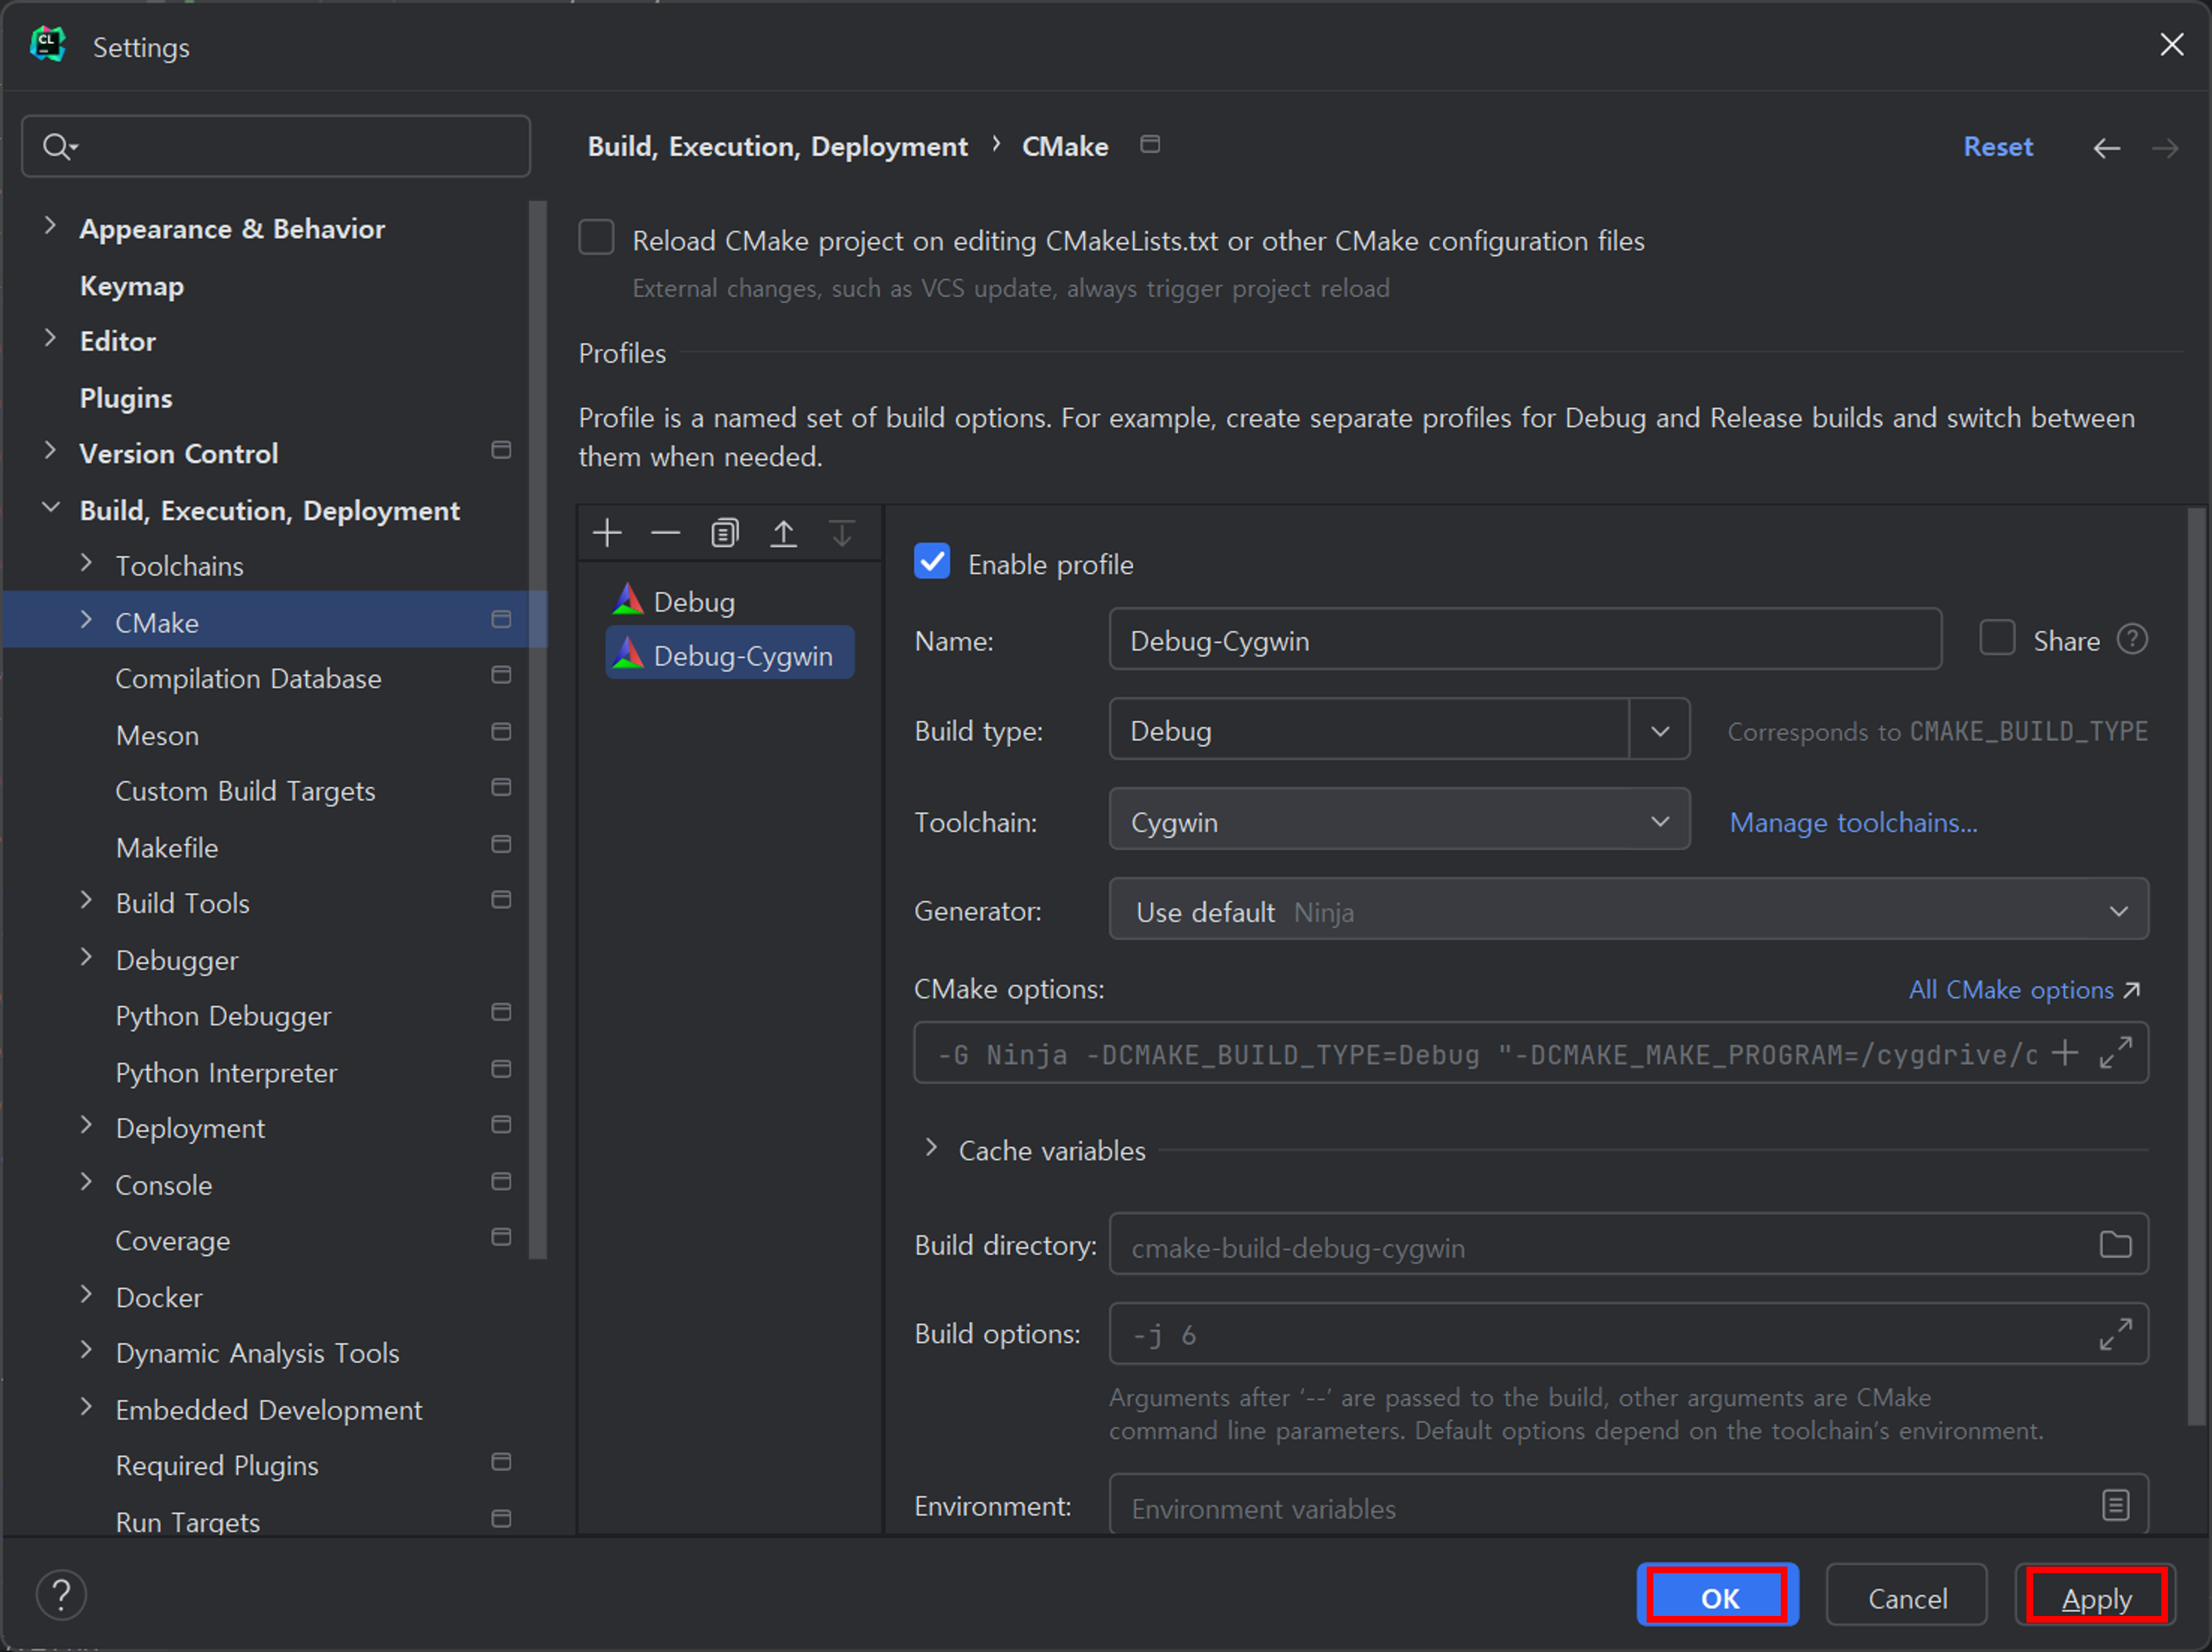 CL
Settings
Build, Execution, Deployment › CMake
Reset
Appearance & Behavior
Keymap
Editor
Plugins
Version Control
Build, Execution, Deployment
Toolchains
CMake
Compilation Database
Meson
Custom Build Targets
Makefile
Build Tools
Debugger
Python Debugger
Python Interpreter
Deployment
Console
Coverage
Docker
Dynamic Analysis Tools
Embedded Development
Required Plugins
Run Targets
Reload CMake project on editing CMakeLists.txt or other CMake configuration files
External changes, such as VCS update, always trigger project reload
Profiles
Profile is a named set of build options. For example, create separate profiles for Debug and Release builds and switch between
them when needed.
Debug
Debug-Cygwin
Enable profile
Name: Debug-Cygwin Share ?
Build type: Debug Corresponds to CMAKE_BUILD_TYPE
Toolchain: Cygwin Manage toolchains...
Generator: Use default Ninja
CMake options: All CMake options ↗
-G Ninja -DCMAKE_BUILD_TYPE=Debug "-DCMAKE_MAKE_PROGRAM=/cygdrive/c
Cache variables
Build directory: cmake-build-debug-cygwin
Build options: -j 6
Arguments after ‘--’ are passed to the build, other arguments are CMake
command line parameters. Default options depend on the toolchain’s environment.
Environment: Environment variables
?
OK Cancel Apply